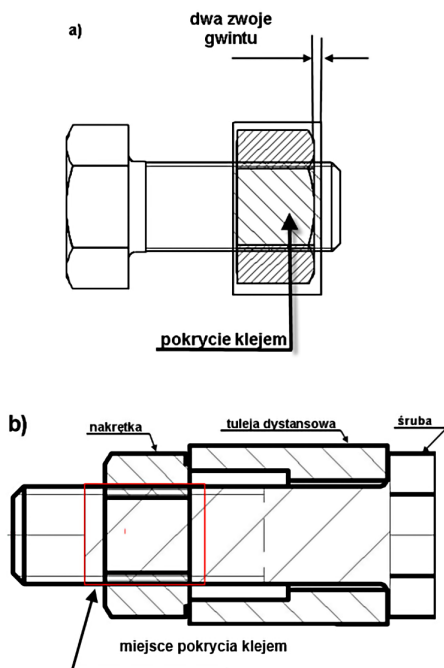 a)
dwa zwoje
gwintu
pokrycie klejem
b)
nakrętka
tuleja dystansowa
śruba
miejsce pokrycia klejem